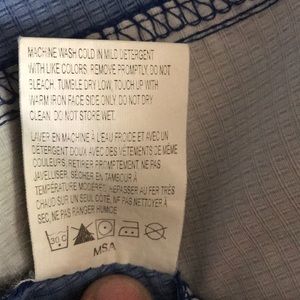 MACHINE WASH COLD IN MILD DETERGENT
WITH LIKE COLORS. REMOVE PROMPTLY. DO NOT
BLEACH. TUMBLE DRY LOW, TOUCH UP WITH
WARM IRON FACE SIDE ONLY. DO NOT DRY
CLEAN. DO NOT STORE WET.
LAVER EN MACHINE À L'EAU FROIDE ET AVEC UN
DÉTERGENT DOUX AVEC DES VÊTEMENTS DE MÊME
COULEURS; RETIRER PROMPTEMENT. NE PAS
JAVELLISER. SÉCHER EN TAMBOUR À
TEMPÉRATURE MODÉRÉE, REPASSER AU FER TRÈS
CHAUD SUR UN SEUL CÔTÉ, NE PAS NETTOYER À
SEC, NE PAS RANGER HUMIDE
30 C
MSA